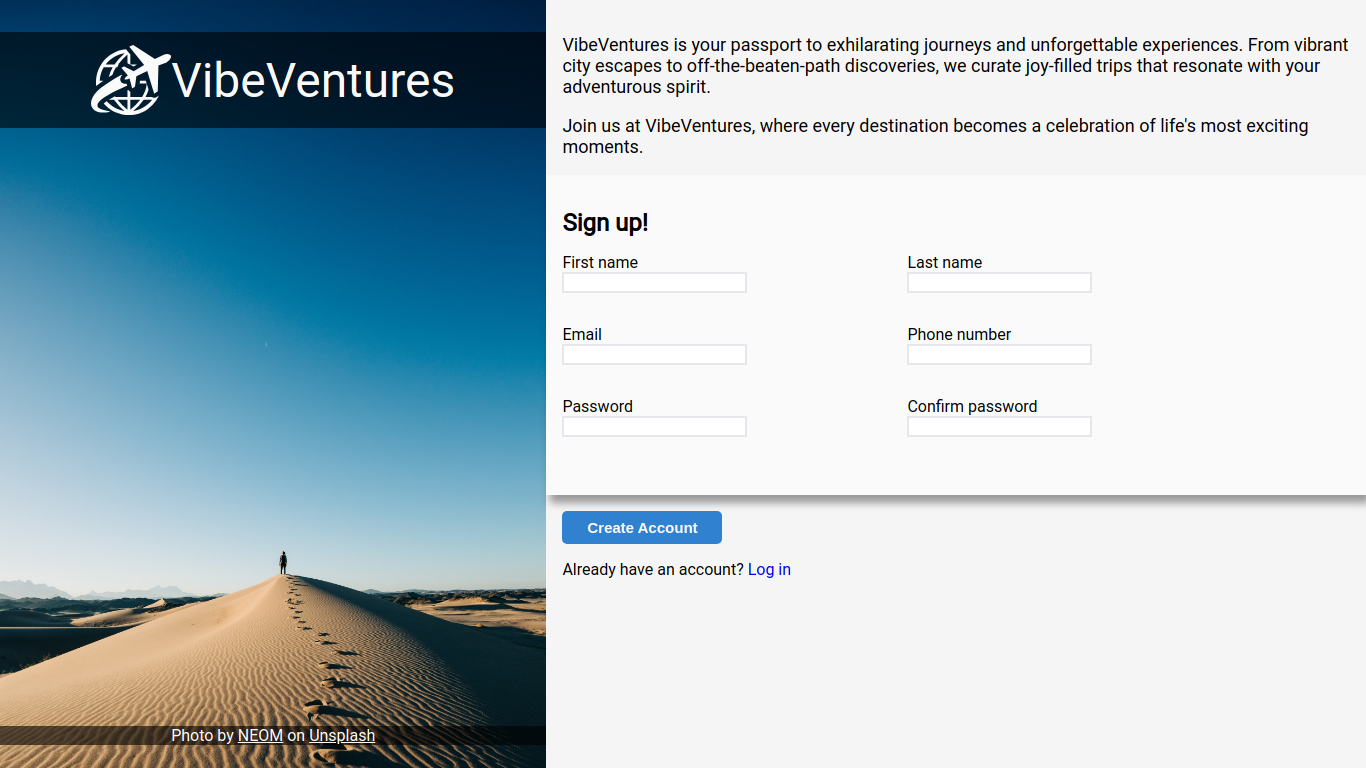 VibeVentures
VibeVentures is your passport to exhilarating journeys and unforgettable experiences. From vibrant
city escapes to off-the-beaten-path discoveries, we curate joy-filled trips that resonate with your
adventurous spirit.
Join us at VibeVentures, where every destination becomes a celebration of life's most exciting
moments.
Sign up!
First name
Last name
Email
Phone number
Password
Confirm password
Create Account
Already have an account? Log in
Photo by NEOM on Unsplash